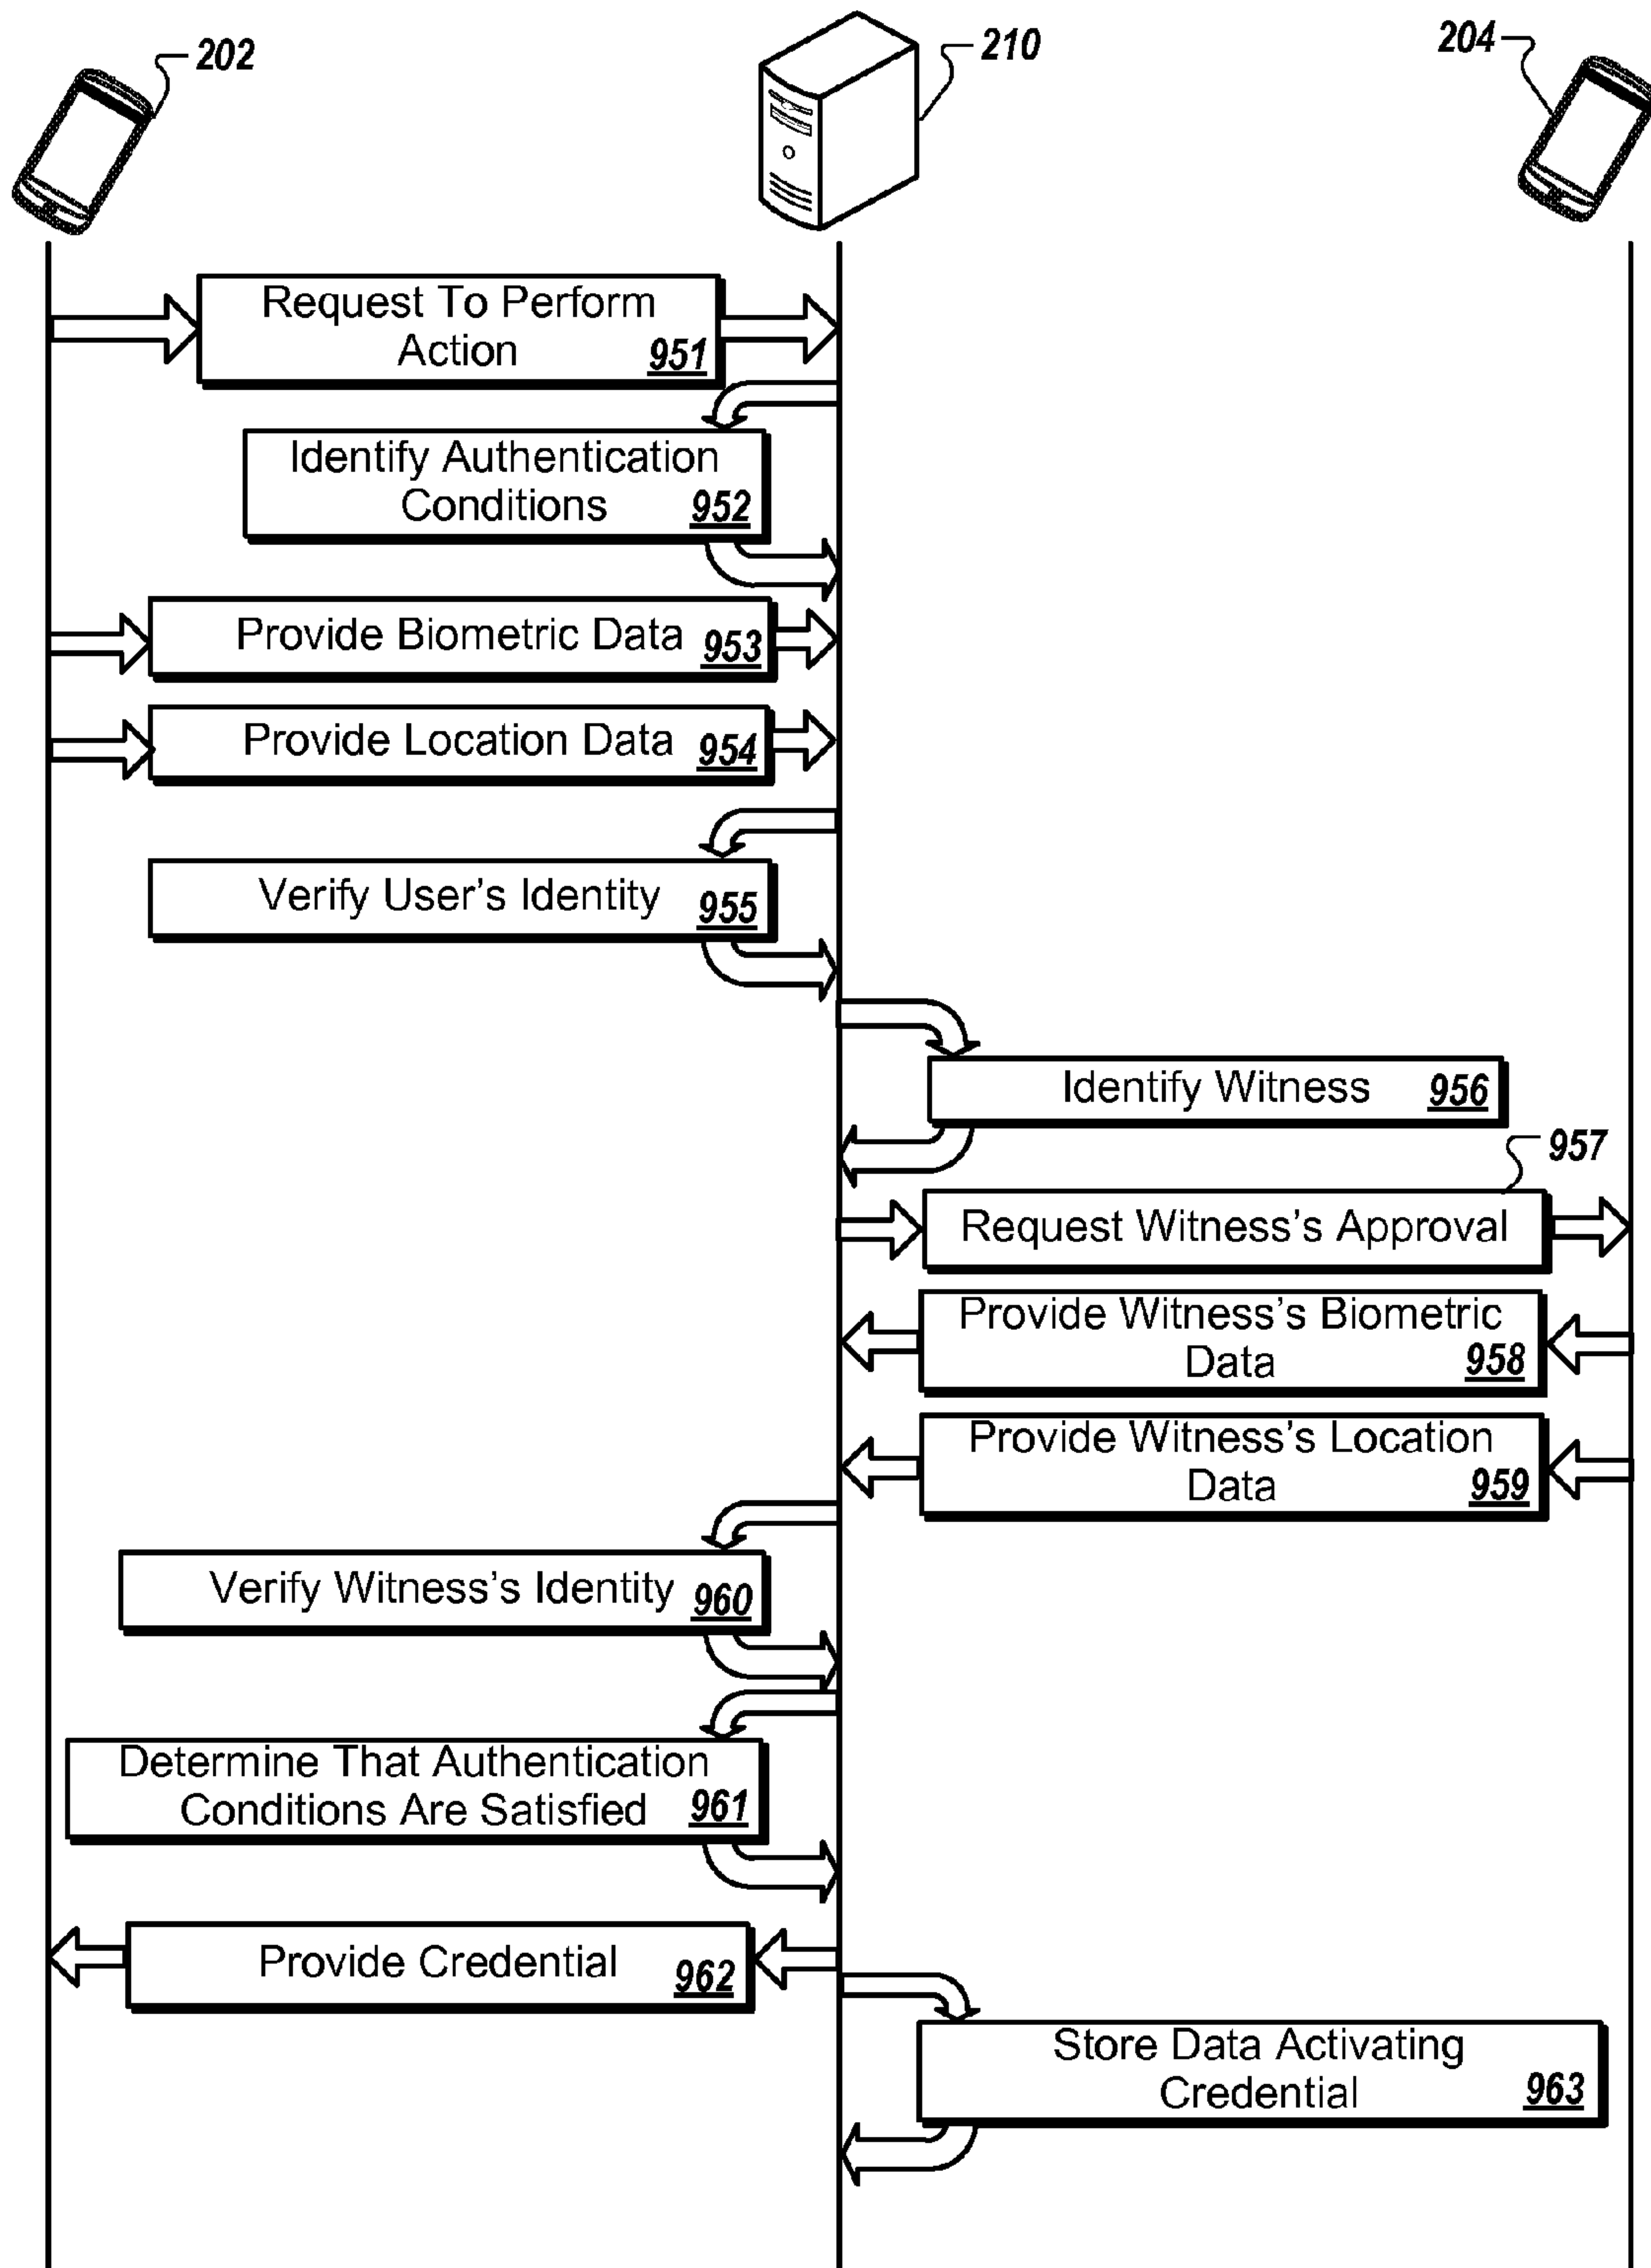 202
210
204
Request To Perform
Action 951
Identify Authentication
Conditions 952
Provide Biometric Data 953
Provide Location Data 954
Verify User's Identity 955
Identify Witness 956
957
Request Witness's Approval
Provide Witness's Biometric
Data 958
Provide Witness's Location
Data 959
Verify Witness's Identity 960
Determine That Authentication
Conditions Are Satisfied 961
Provide Credential 962
Store Data Activating
Credential 963